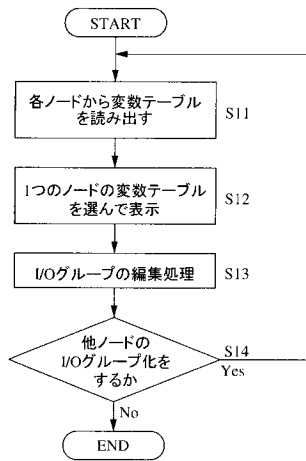 START
各ノードから変数テーブル
を読み出す
S11
1つのノードの変数テーブル
を選んで表示
S12
I/Oグループの編集処理
S13
他ノードの
I/Oグループ化を
するか
S14
Yes
No
END